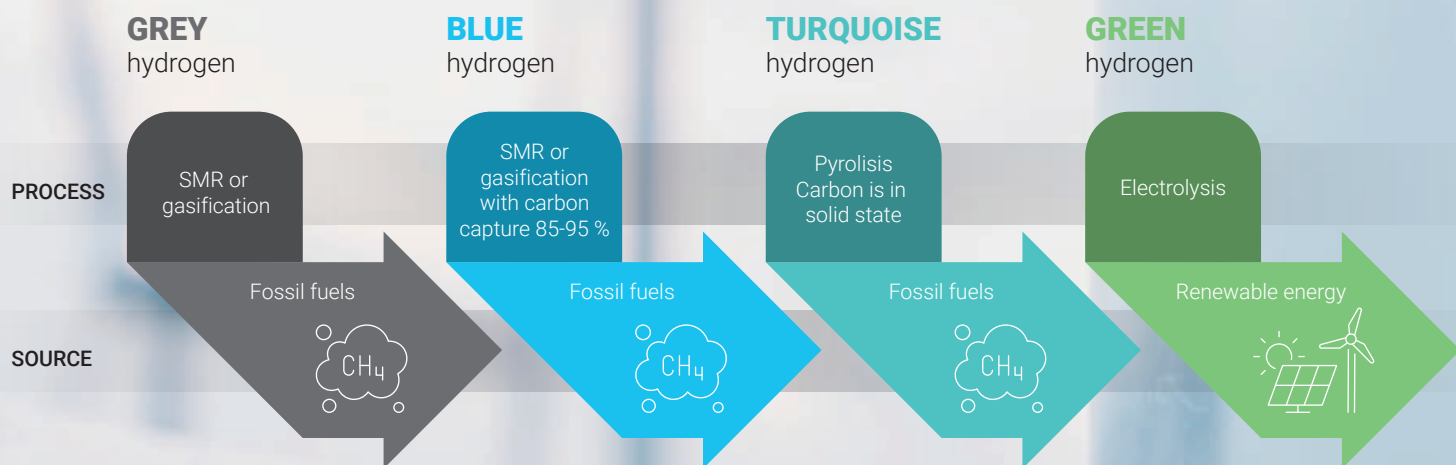 GREY
hydrogen
BLUE
hydrogen
TURQUOISE
hydrogen
GREEN
hydrogen
PROCESS
SMR or
gasification
SMR or
gasification
with carbon
capture 85-95 %
Pyrolisis
Carbon is in
solid state
Electrolysis
SOURCE
Fossil fuels
CH₄
Fossil fuels
CH₄
Fossil fuels
CH₄
Renewable energy